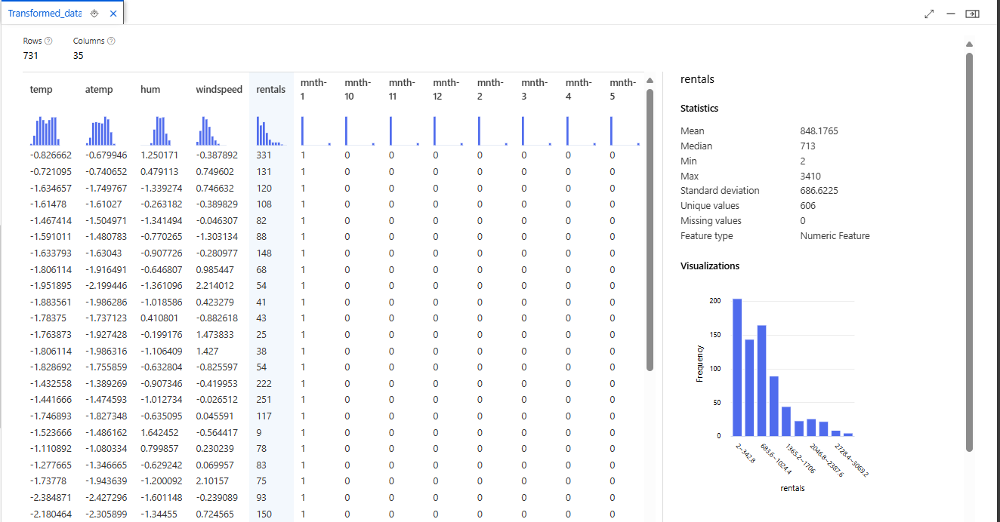 Transformed_data
Rows Columns
731 35
temp atemp hum windspeed rentals mnth-1 mnth-10 mnth-11 mnth-12 mnth-2 mnth-3 mnth-4 mnth-5
-0.826662 -0.679946 1.250171 -0.387892 331 1 0 0 0 0 0 0 0
-0.721095 -0.740652 0.479113 0.749602 131 1 0 0 0 0 0 0 0
-1.634657 -1.749767 -1.339274 0.746632 120 1 0 0 0 0 0 0 0
-1.61478 -1.61027 -0.263182 -0.389829 108 1 0 0 0 0 0 0 0
-1.467414 -1.504971 -1.341494 -0.046307 82 1 0 0 0 0 0 0 0
-1.591011 -1.480783 -0.770265 -1.303134 88 1 0 0 0 0 0 0 0
-1.633793 -1.63043 -0.907726 -0.280977 148 1 0 0 0 0 0 0 0
-1.806114 -1.916491 -0.646807 0.985447 68 1 0 0 0 0 0 0 0
-1.951895 -2.199446 -1.361096 2.214012 54 1 0 0 0 0 0 0 0
-1.883561 -1.986286 -1.018586 0.423279 41 1 0 0 0 0 0 0 0
-1.78375 -1.737123 0.410801 -0.882618 43 1 0 0 0 0 0 0 0
-1.763873 -1.927428 -0.199176 1.473833 25 1 0 0 0 0 0 0 0
-1.806114 -1.986316 -1.106409 1.427 38 1 0 0 0 0 0 0 0
-1.828692 -1.755859 -0.632804 -0.825597 54 1 0 0 0 0 0 0 0
-1.432558 -1.389269 -0.907346 -0.419953 222 1 0 0 0 0 0 0 0
-1.441666 -1.474593 -1.012734 -0.026512 251 1 0 0 0 0 0 0 0
-1.746893 -1.827348 -0.635095 0.045591 117 1 0 0 0 0 0 0 0
-1.523666 -1.486162 1.642452 -0.564417 9 1 0 0 0 0 0 0 0
-1.110892 -1.080334 0.799857 0.230239 78 1 0 0 0 0 0 0 0
-1.277665 -1.346665 -0.629242 0.069957 83 1 0 0 0 0 0 0 0
-1.73778 -1.943639 -1.200092 2.10157 75 1 0 0 0 0 0 0 0
-2.384871 -2.427296 -1.601148 -0.239089 93 1 0 0 0 0 0 0 0
-2.180464 -2.305899 -1.34455 0.724565 150 1 0 0 0 0 0 0 0
rentals
Statistics
Mean 848.1765
Median 713
Min 2
Max 3410
Standard deviation 686.6225
Unique values 606
Missing values 0
Feature type Numeric Feature
Visualizations
200
150
100
50
0
Frequency
2~342.8 683.6~1024.4 1365.2~1706 2046.8~2387.6 2728.4~3069.2
rentals